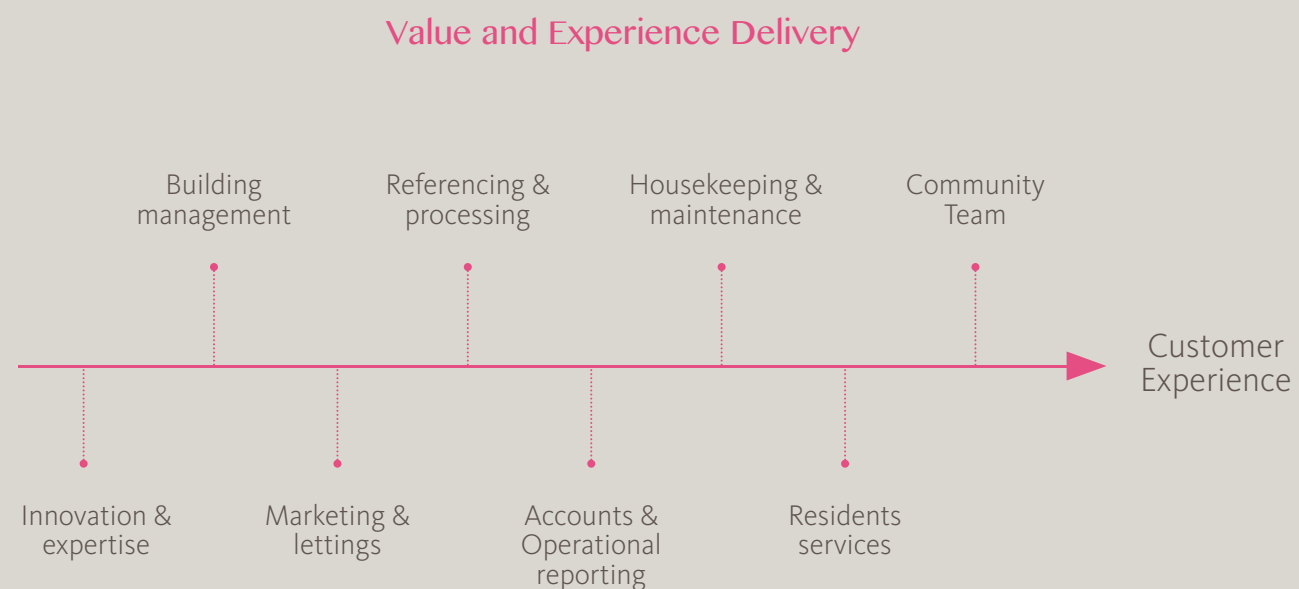 Value and Experience Delivery
Building
management
Referencing &
processing
Housekeeping &
maintenance
Community
Team
Customer
Experience
Innovation &
expertise
Marketing &
lettings
Accounts &
Operational
reporting
Residents
services